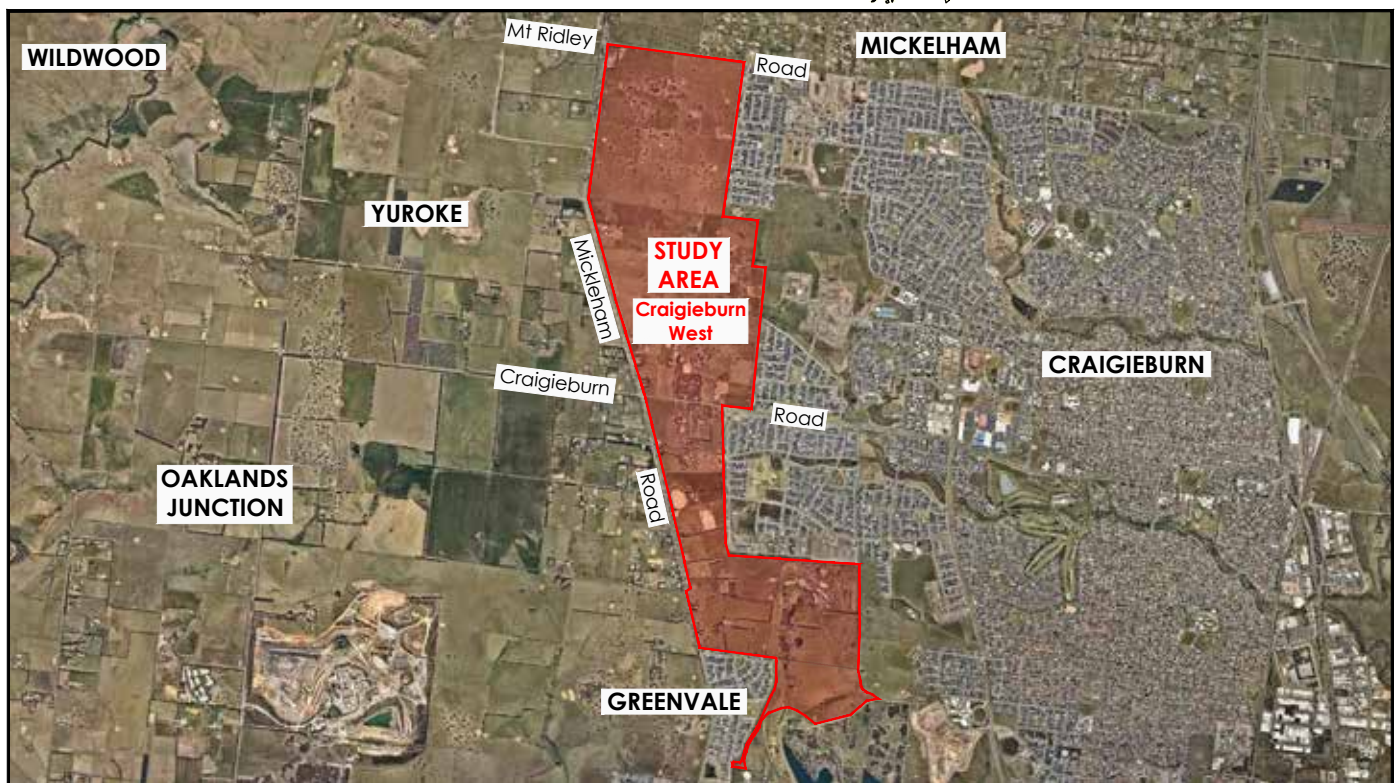 Mt Ridley
Road
MICKELHAM
WILDWOOD
YUROKE
STUDY
AREA
Craigieburn
West
Mickleham
Craigieburn
Road
CRAIGIEBURN
OAKLANDS
JUNCTION
Road
GREENVALE